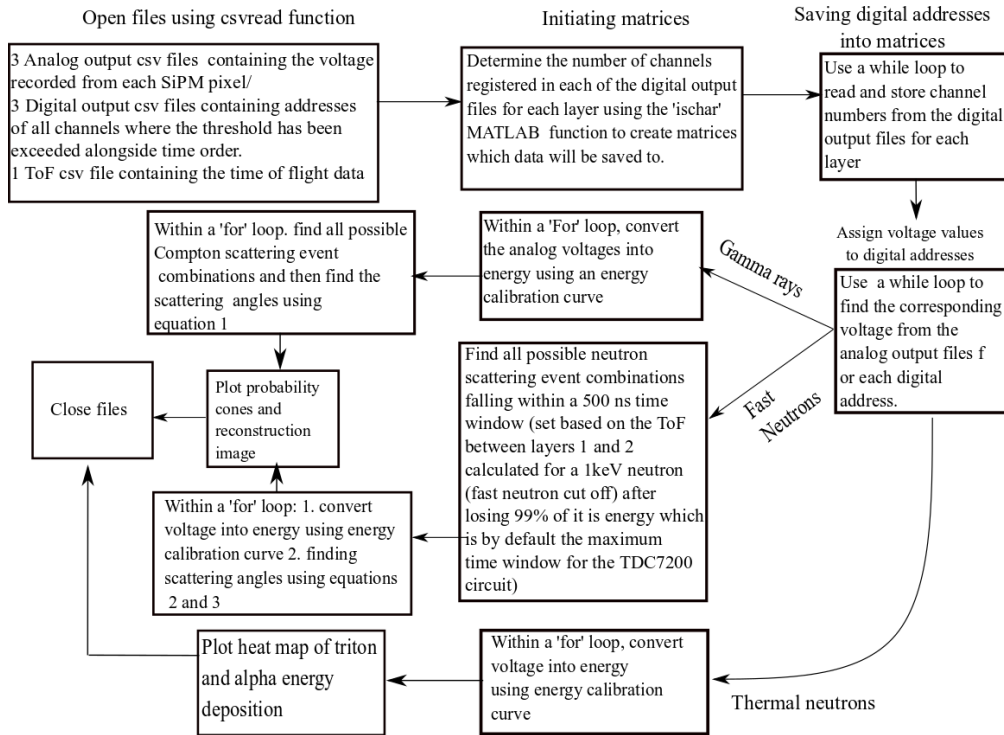 Open files using csvread function
3 Analog output csv files containing the voltage
recorded from each SiPM pixel/
3 Digital output csv files containing addresses
of all channels where the threshold has been
exceeded alongside time order.
1 ToF csv file containing the time of flight data
Initiating matrices
Determine the number of channels
registered in each of the digital output
files for each layer using the 'ischar'
MATLAB function to create matrices
which data will be saved to.
Saving digital addresses
into matrices
Use a while loop to
read and store channel
numbers from the digital
output files for each
layer
Assign voltage values
to digital addresses
Use a while loop to
find the corresponding
voltage from the
analog output files f
or each digital
address.
Gamma rays
Within a 'For' loop, convert
the analog voltages into
energy using an energy
calibration curve
Within a 'for' loop. find all possible
Compton scattering event
combinations and then find the
scattering angles using
equation 1
Fast
Neutrons
Find all possible neutron
scattering event combinations
falling within a 500 ns time
window (set based on the ToF
between layers 1 and 2
calculated for a 1keV neutron
(fast neutron cut off) after
losing 99% of it is energy which
is by default the maximum
time window for the TDC7200
circuit)
Within a 'for' loop: 1. convert
voltage into energy using energy
calibration curve 2. finding
scattering angles using equations
2 and 3
Plot probability
cones and
reconstruction
image
Close files
Thermal neutrons
Within a 'for' loop, convert
voltage into energy
using energy calibration
curve
Plot heat map of triton
and alpha energy
deposition